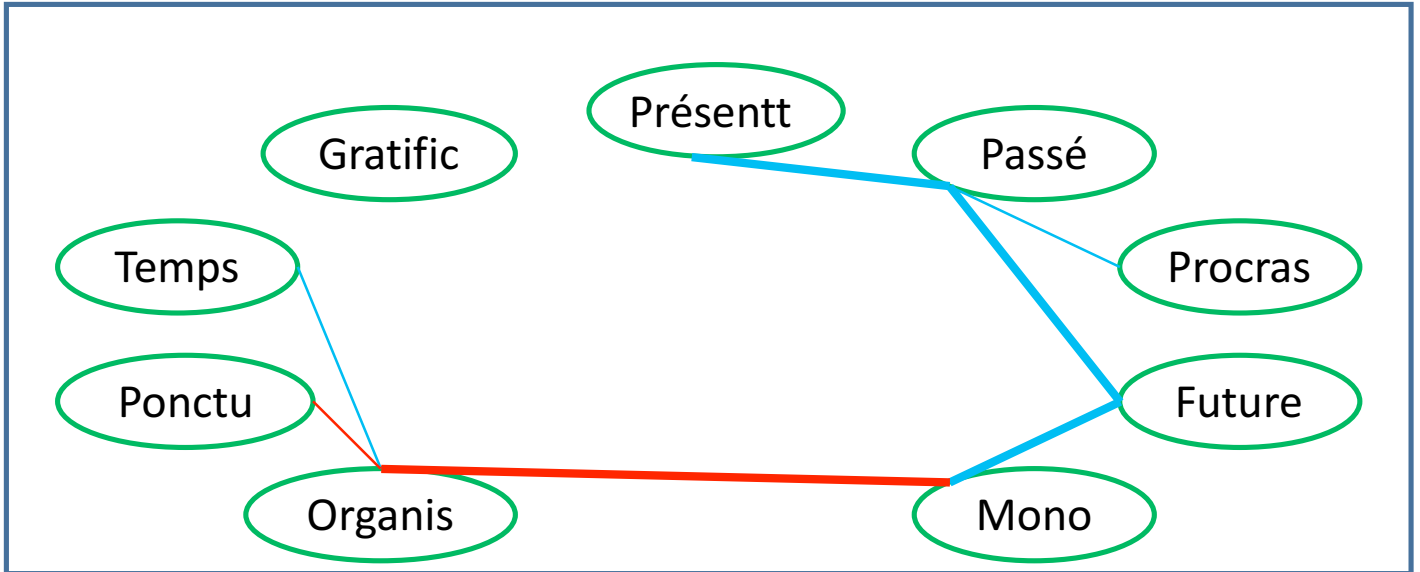 Présentt
Gratific
Passé
Temps
Procras
Ponctu
Future
Organis
Mono